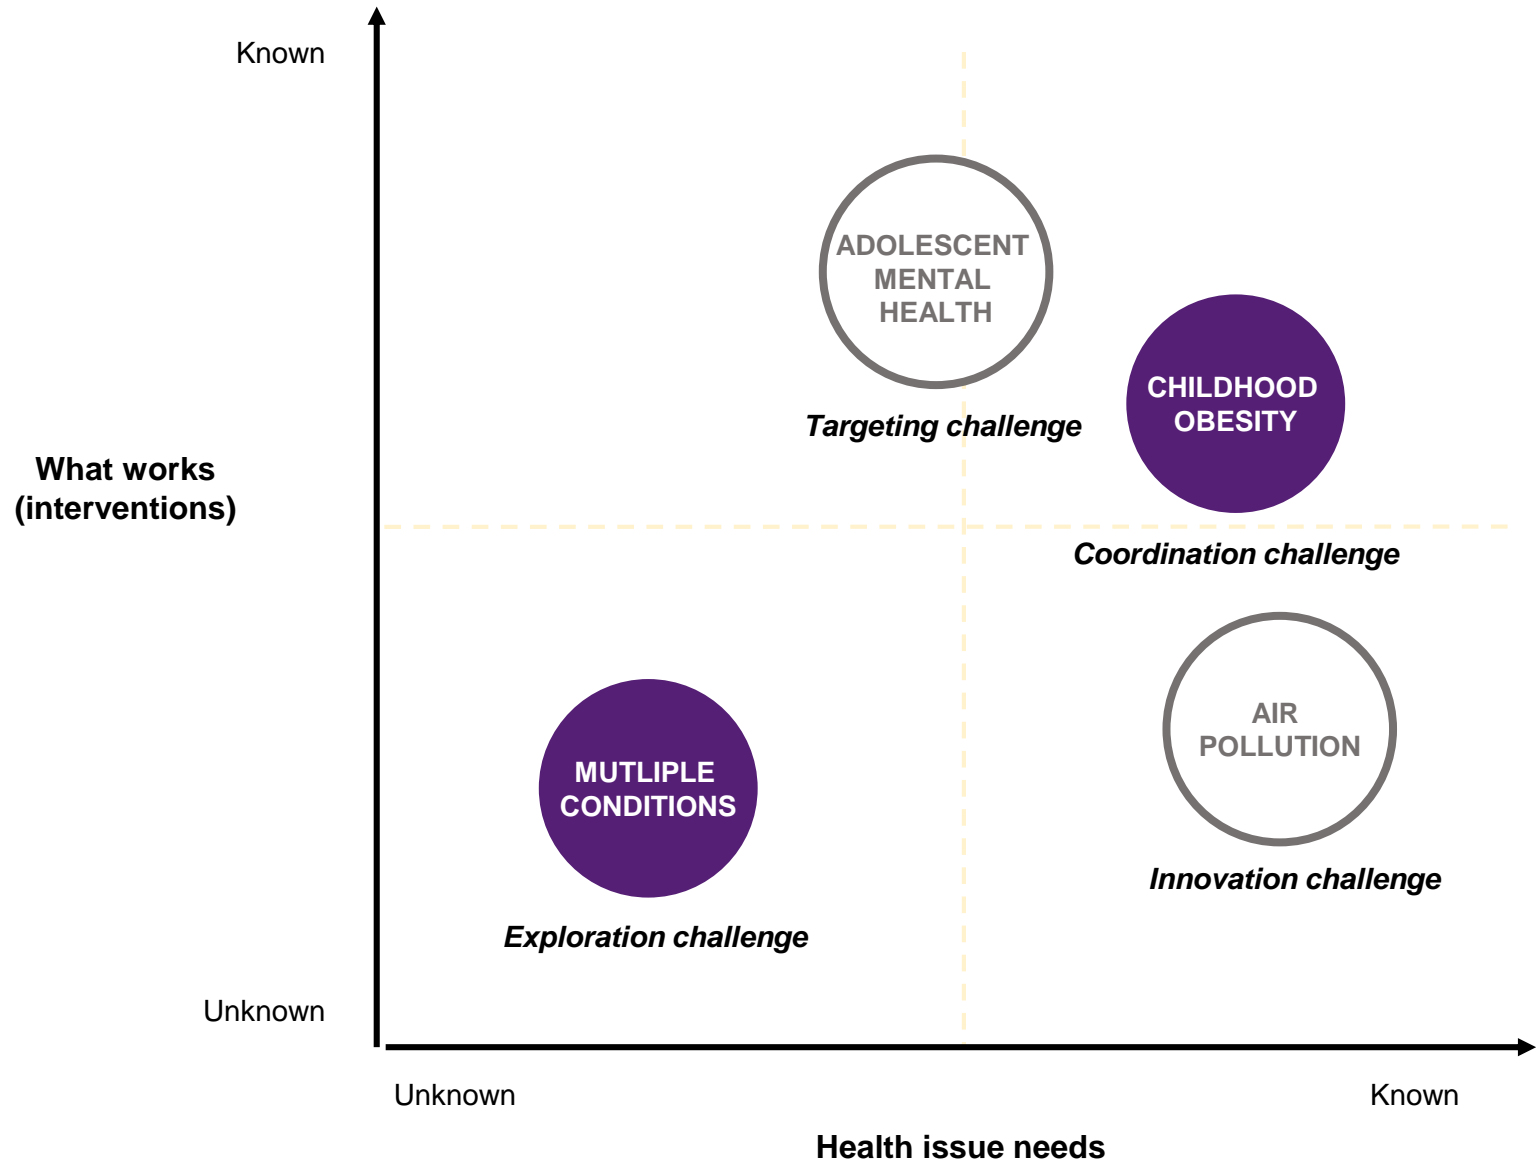 Known
ADOLESCENT
MENTAL
HEALTH
CHILDHOOD
OBESITY
Targeting challenge
What works
(interventions)
Coordination challenge
AIR
POLLUTION
MUTLIPLE
CONDITIONS
Innovation challenge
Exploration challenge
Unknown
Unknown
Known
Health issue needs